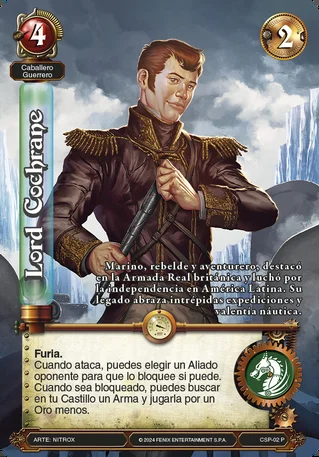 4
2
Caballero
Guerrero
Lord Cochrane
Marino, rebelde y aventurero, destacó
en la Armada Real británica y luchó por
la independencia en América Latina. Su
legado abraza intrépidas expediciones y
valentía náutica.
Furia.
Cuando ataca, puedes elegir un Aliado
oponente para que lo bloquee si puede.
Cuando sea bloqueado, puedes buscar
en tu Castillo un Arma y jugarla por un
Oro menos.
ARTE: NITROX
© 2024 FENIX ENTERTAINMENT S.P.A.
CSP-02 P